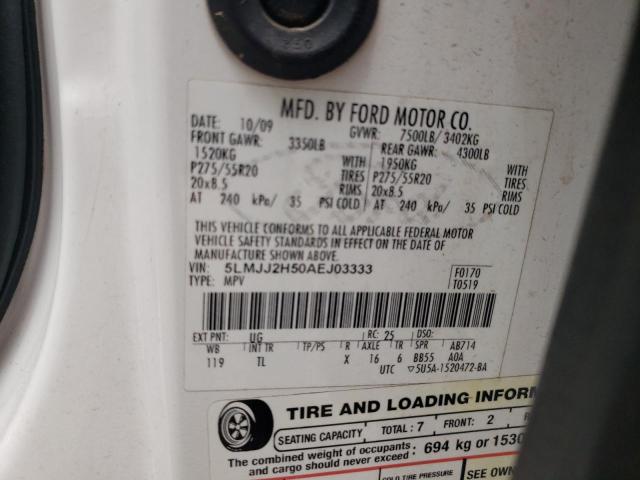 350
MFD. BY FORD MOTOR CO.
DATE: 10/09 GVWR: 7500LB/ 3402KG
FRONT GAWR: 3350LB REAR GAWR: 4300LB
1520KG WITH 1950KG WITH
P275/55R20 TIRES P275/55R20 TIRES
20x8.5 RIMS 20x8.5 RIMS
AT 240 kPa/ 35 PSI COLD AT 240 kPa/ 35 PSI COLD
THIS VEHICLE CONFORMS TO ALL APPLICABLE FEDERAL MOTOR
VEHICLE SAFETY STANDARDS IN EFFECT ON THE DATE OF
MANUFACTURE SHOWN ABOVE.
VIN: 5LMJJ2H50AEJ03333 F0170
TYPE: MPV T0519
EXT PNT: UG RC: 25 DSO:
WB INT TR TP/PS R AXLE TR SPR AB714
119 TL X 16 6 BB55 A0A
UTC ▽5U5A-1520472-BA
TIRE AND LOADING INFORM
SEATING CAPACITY TOTAL: 7 FRONT: 2
The combined weight of occupants and cargo should never exceed: 694 kg or 1530
COLD TIRE PRESSURE SEE OWN